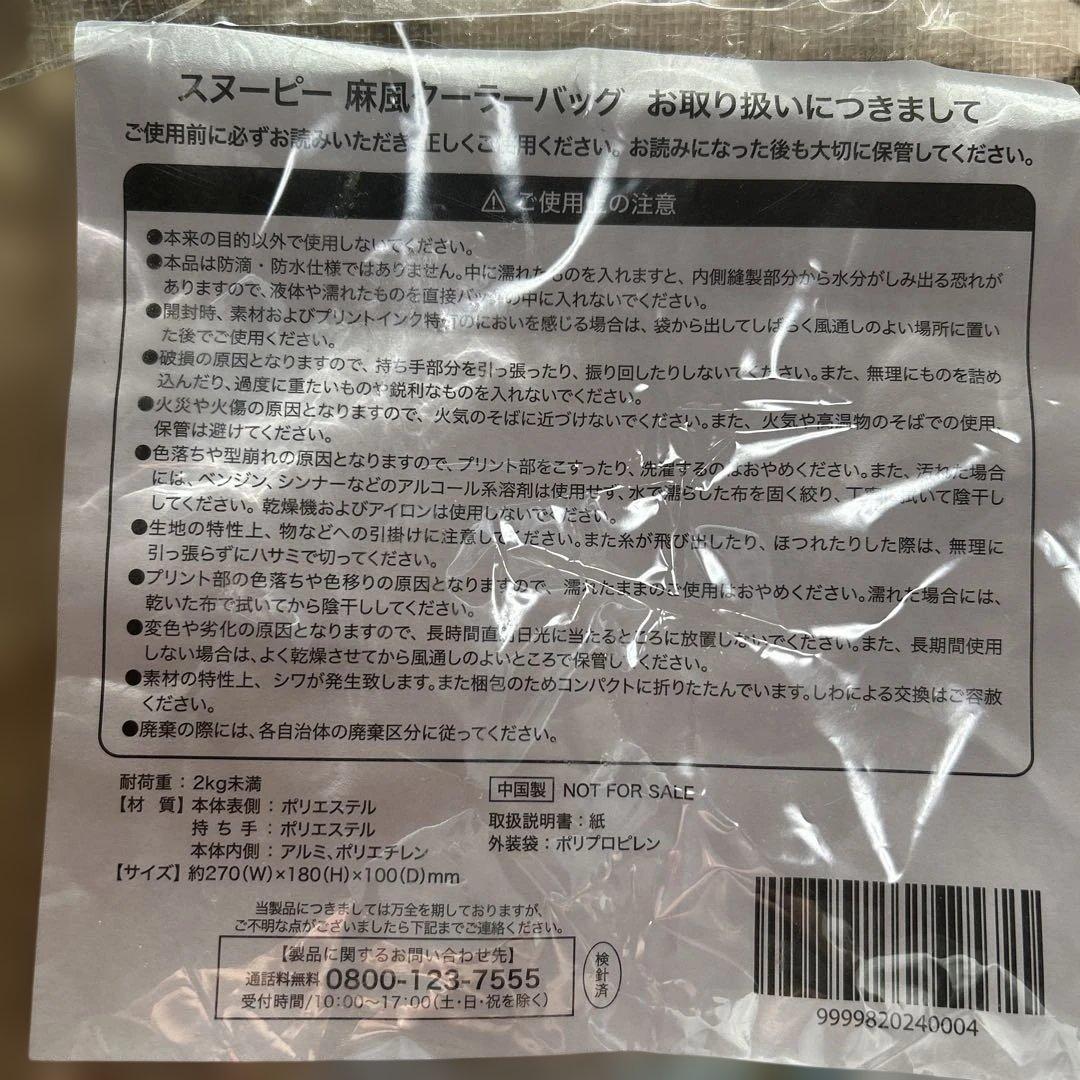 スヌーピー 麻風クーラーバッグ お取り扱いにつきまして
ご使用前に必ずお読みいただき、正しくご使用ください。お読みになった後も大切に保管してください。
⚠ ご使用上の注意
●本来の目的以外で使用しないでください。
●本品は防滴・防水仕様ではありません。中に濡れたものを入れますと、内側縫製部分から水分がしみ出る恐れが
ありますので、液体や濡れたものを直接バッグの中に入れないでください。
●開封時、素材およびプリントインク特有のにおいを感じる場合は、袋から出してしばらく風通しのよい場所に置い
た後でご使用ください。
●破損の原因となりますので、持ち手部分を引っ張ったり、振り回したりしないでください。また、無理にものを詰め
込んだり、過度に重たいものや鋭利なものを入れないでください。
●火災や火傷の原因となりますので、火気のそばに近づけないでください。また、火気や高温物のそばでの使用、
保管は避けてください。
●色落ちや型崩れの原因となりますので、プリント部をこすったり、洗濯するのはおやめください。また、汚れた場合
には、ベンジン、シンナーなどのアルコール系溶剤は使用せず、水で濡らした布を固く絞り、丁寧に拭いて陰干し
してください。乾燥機およびアイロンは使用しないでください。
●生地の特性上、物などへの引掛けに注意してください。また糸が飛び出したり、ほつれたりした際は、無理に
引っ張らずにハサミで切ってください。
●プリント部の色落ちや色移りの原因となりますので、濡れたままのご使用はおやめください。濡れた場合には、
乾いた布で拭いてから陰干ししてください。
●変色や劣化の原因となりますので、長時間直射日光に当たるところに放置しないでください。また、長期間使用
しない場合は、よく乾燥させてから風通しのよいところで保管してください。
●素材の特性上、シワが発生致します。また梱包のためコンパクトに折りたたんでいます。しわによる交換はご容赦
ください。
●廃棄の際には、各自治体の廃棄区分に従ってください。
耐荷重：2kg未満
【材 質】本体表側：ポリエステル
持ち手：ポリエステル
本体内側：アルミ、ポリエチレン
【サイズ】約270(W)×180(H)×100(D)mm
中国製 NOT FOR SALE
取扱説明書：紙
外装袋：ポリプロピレン
当製品につきましては万全を期しておりますが、
ご不明な点がございましたら下記までご連絡ください。
【製品に関するお問い合わせ先】
通話料無料 0800-123-7555
受付時間/10:00〜17:00(土・日・祝を除く)
検針済
9999820240004